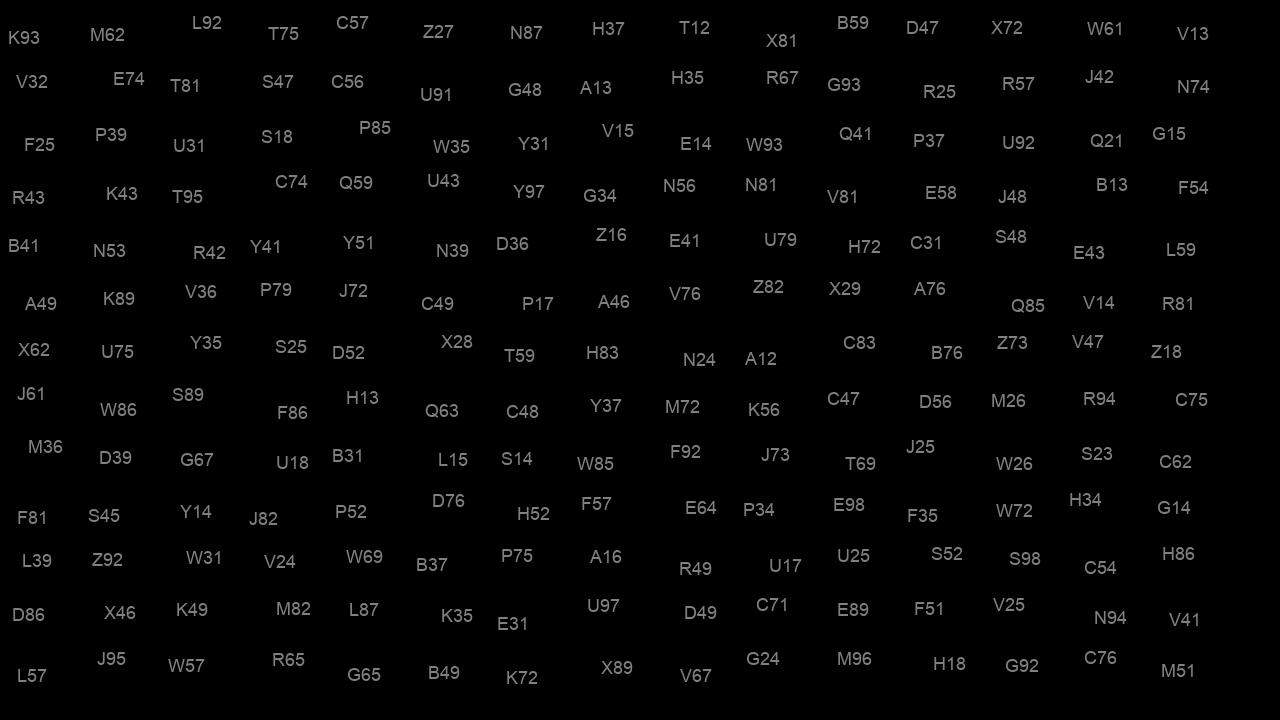 K93 M62 L92 T75 C57 Z27 N87 H37 T12 X81 B59 D47 X72 W61 V13
V32 E74 T81 S47 C56 U91 G48 A13 H35 R67 G93 R25 R57 J42 N74
F25 P39 U31 S18 P85 W35 Y31 V15 E14 W93 Q41 P37 U92 Q21 G15
R43 K43 T95 C74 Q59 U43 Y97 G34 N56 N81 V81 E58 J48 B13 F54
B41 N53 R42 Y41 Y51 N39 D36 Z16 E41 U79 H72 C31 S48 E43 L59
A49 K89 V36 P79 J72 C49 P17 A46 V76 Z82 X29 A76 Q85 V14 R81
X62 U75 Y35 S25 D52 X28 T59 H83 N24 A12 C83 B76 Z73 V47 Z18
J61 W86 S89 F86 H13 Q63 C48 Y37 M72 K56 C47 D56 M26 R94 C75
M36 D39 G67 U18 B31 L15 S14 W85 F92 J73 T69 J25 W26 S23 C62
F81 S45 Y14 J82 P52 D76 H52 F57 E64 P34 E98 F35 W72 H34 G14
L39 Z92 W31 V24 W69 B37 P75 A16 R49 U17 U25 S52 S98 C54 H86
D86 X46 K49 M82 L87 K35 E31 U97 D49 C71 E89 F51 V25 N94 V41
L57 J95 W57 R65 G65 B49 K72 X89 V67 G24 M96 H18 G92 C76 M51